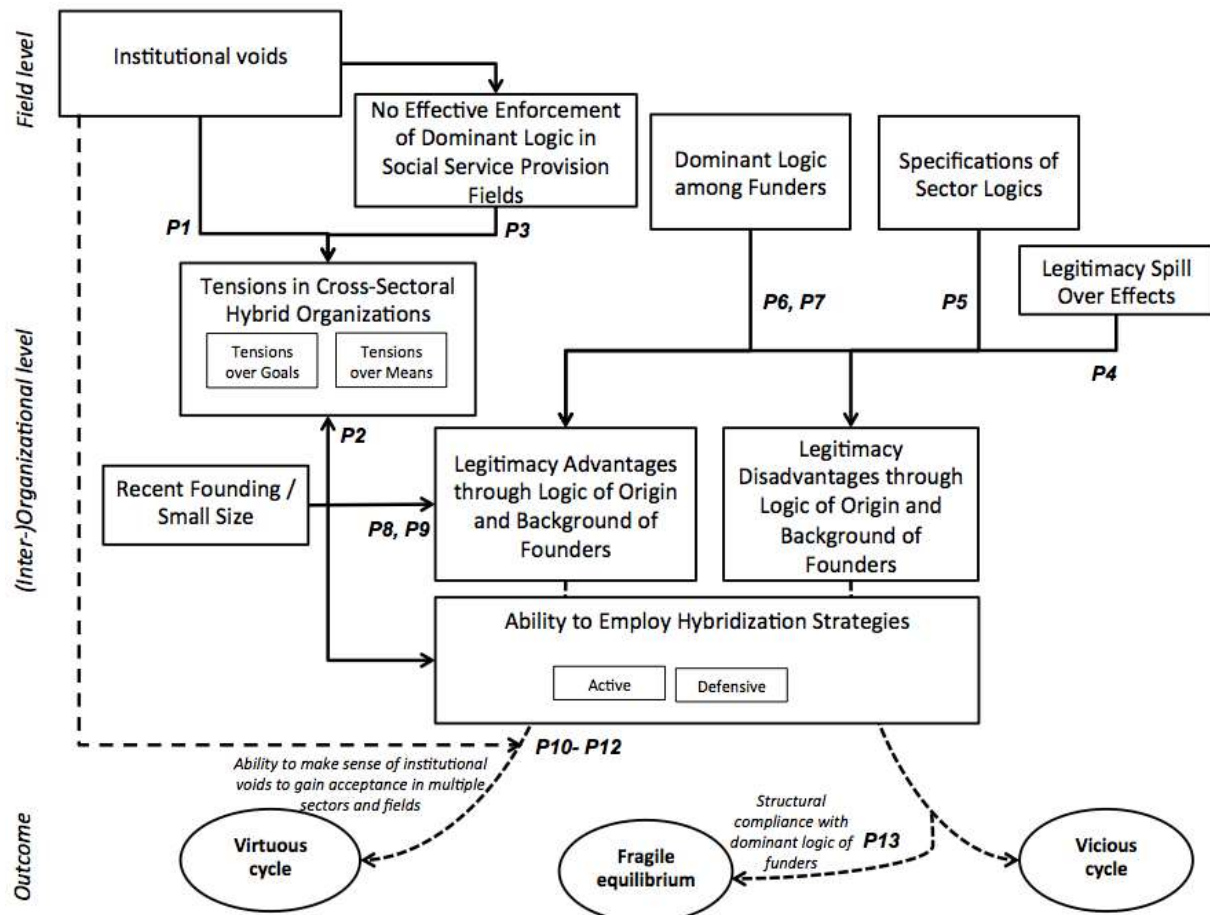 Field level
Institutional voids
No Effective Enforcement
of Dominant Logic in
Social Service Provision
Fields
Dominant Logic
among Funders
Specifications of
Sector Logics
P1
P3
Legitimacy Spill
Over Effects
(Inter-)Organizational level
Tensions in Cross-Sectoral
Hybrid Organizations
Tensions
over Goals
Tensions
over Means
P6, P7
P5
P4
P2
Recent Founding /
Small Size
P8, P9
Legitimacy Advantages
through Logic of Origin
and Background of
Founders
Legitimacy
Disadvantages through
Logic of Origin and
Background of
Founders
Ability to Employ Hybridization Strategies
Active
Defensive
P10- P12
Outcome
Ability to make sense of institutional
voids to gain acceptance in multiple
sectors and fields
Virtuous
cycle
Structural
compliance with
dominant logic of
funders
P13
Fragile
equilibrium
Vicious
cycle